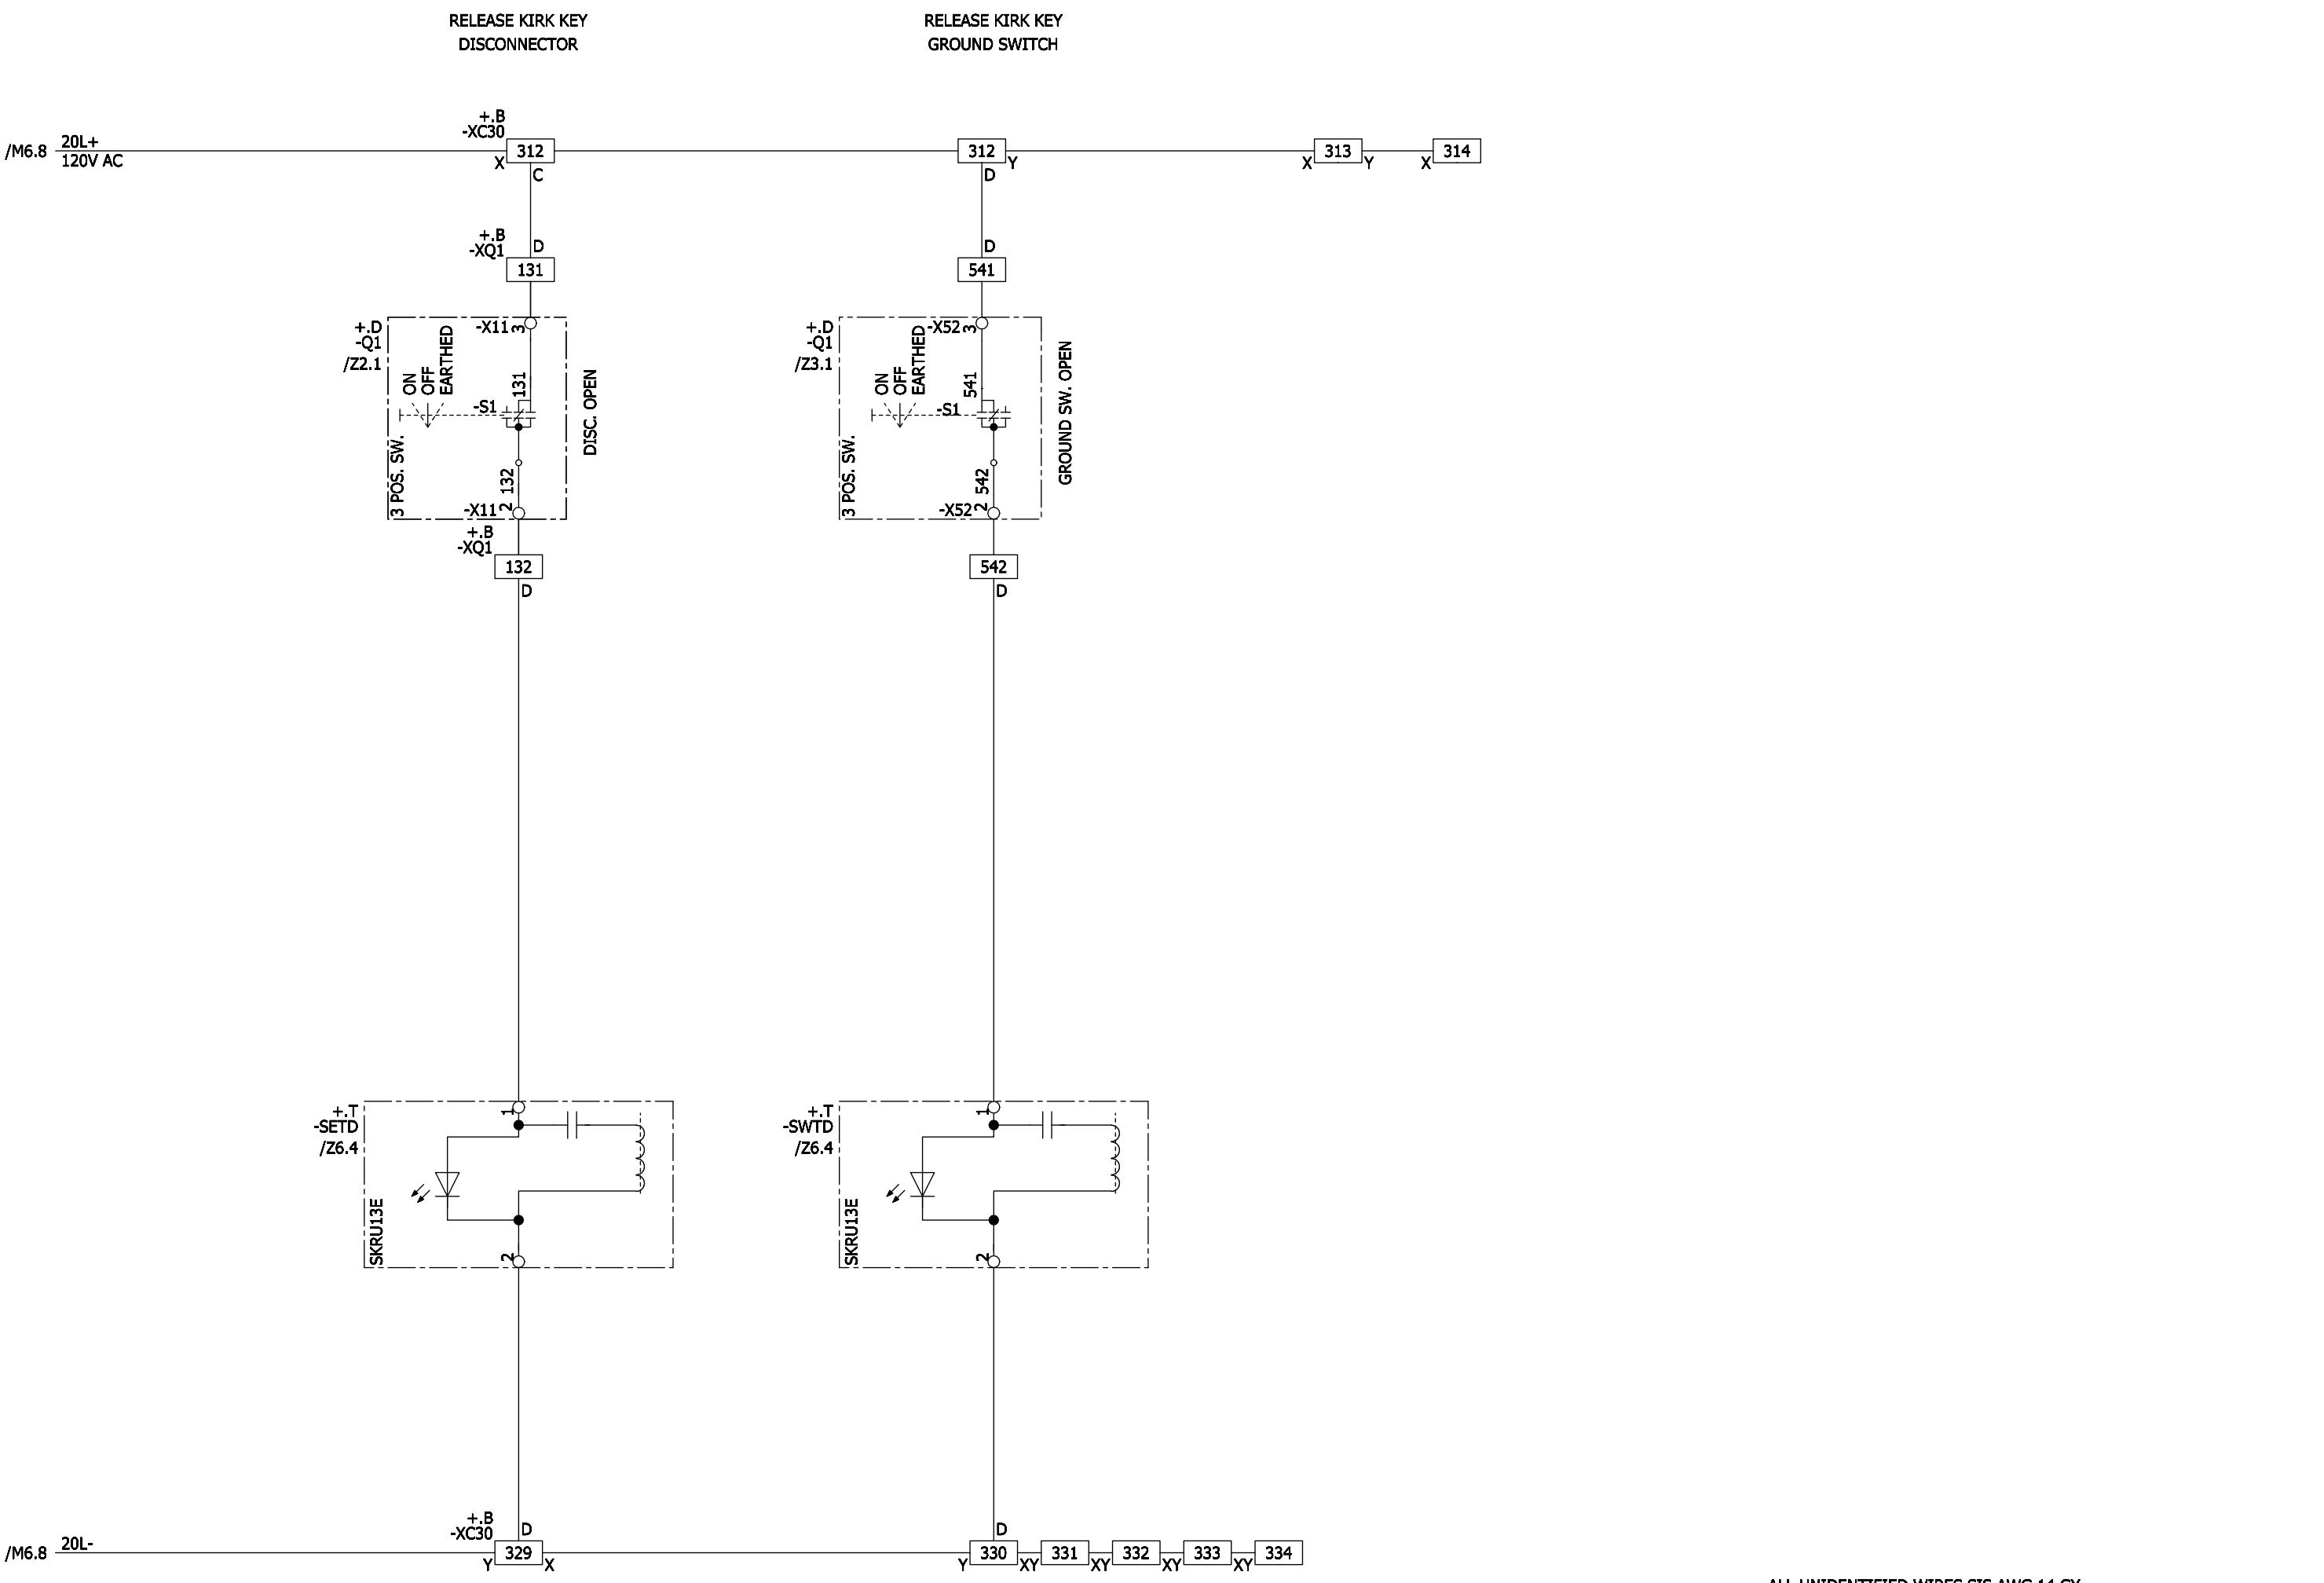 RELEASE KIRK KEY
DISCONNECTOR
RELEASE KIRK KEY
GROUND SWITCH
/M6.8
20L+
120V AC
+.B
-XC30
X
312
C
312
D
Y
X
313
Y
X
314
+.B
-XQ1
D
131
D
541
+.D
-Q1
/Z2.1
-X11
3
ON
OFF
EARTHED
131
-S1
3 POS. SW.
132
-X11
2
DISC. OPEN
+.D
-Q1
/Z3.1
-X52
3
ON
OFF
EARTHED
541
-S1
3 POS. SW.
542
-X52
2
GROUND SW. OPEN
+.B
-XQ1
132
D
542
D
+.T
-SETD
/Z6.4
1
SKRU13E
2
+.T
-SWTD
/Z6.4
1
SKRU13E
2
/M6.8
20L-
+.B
-XC30
D
Y
329
X
D
Y
330
XY
331
XY
332
XY
333
XY
334